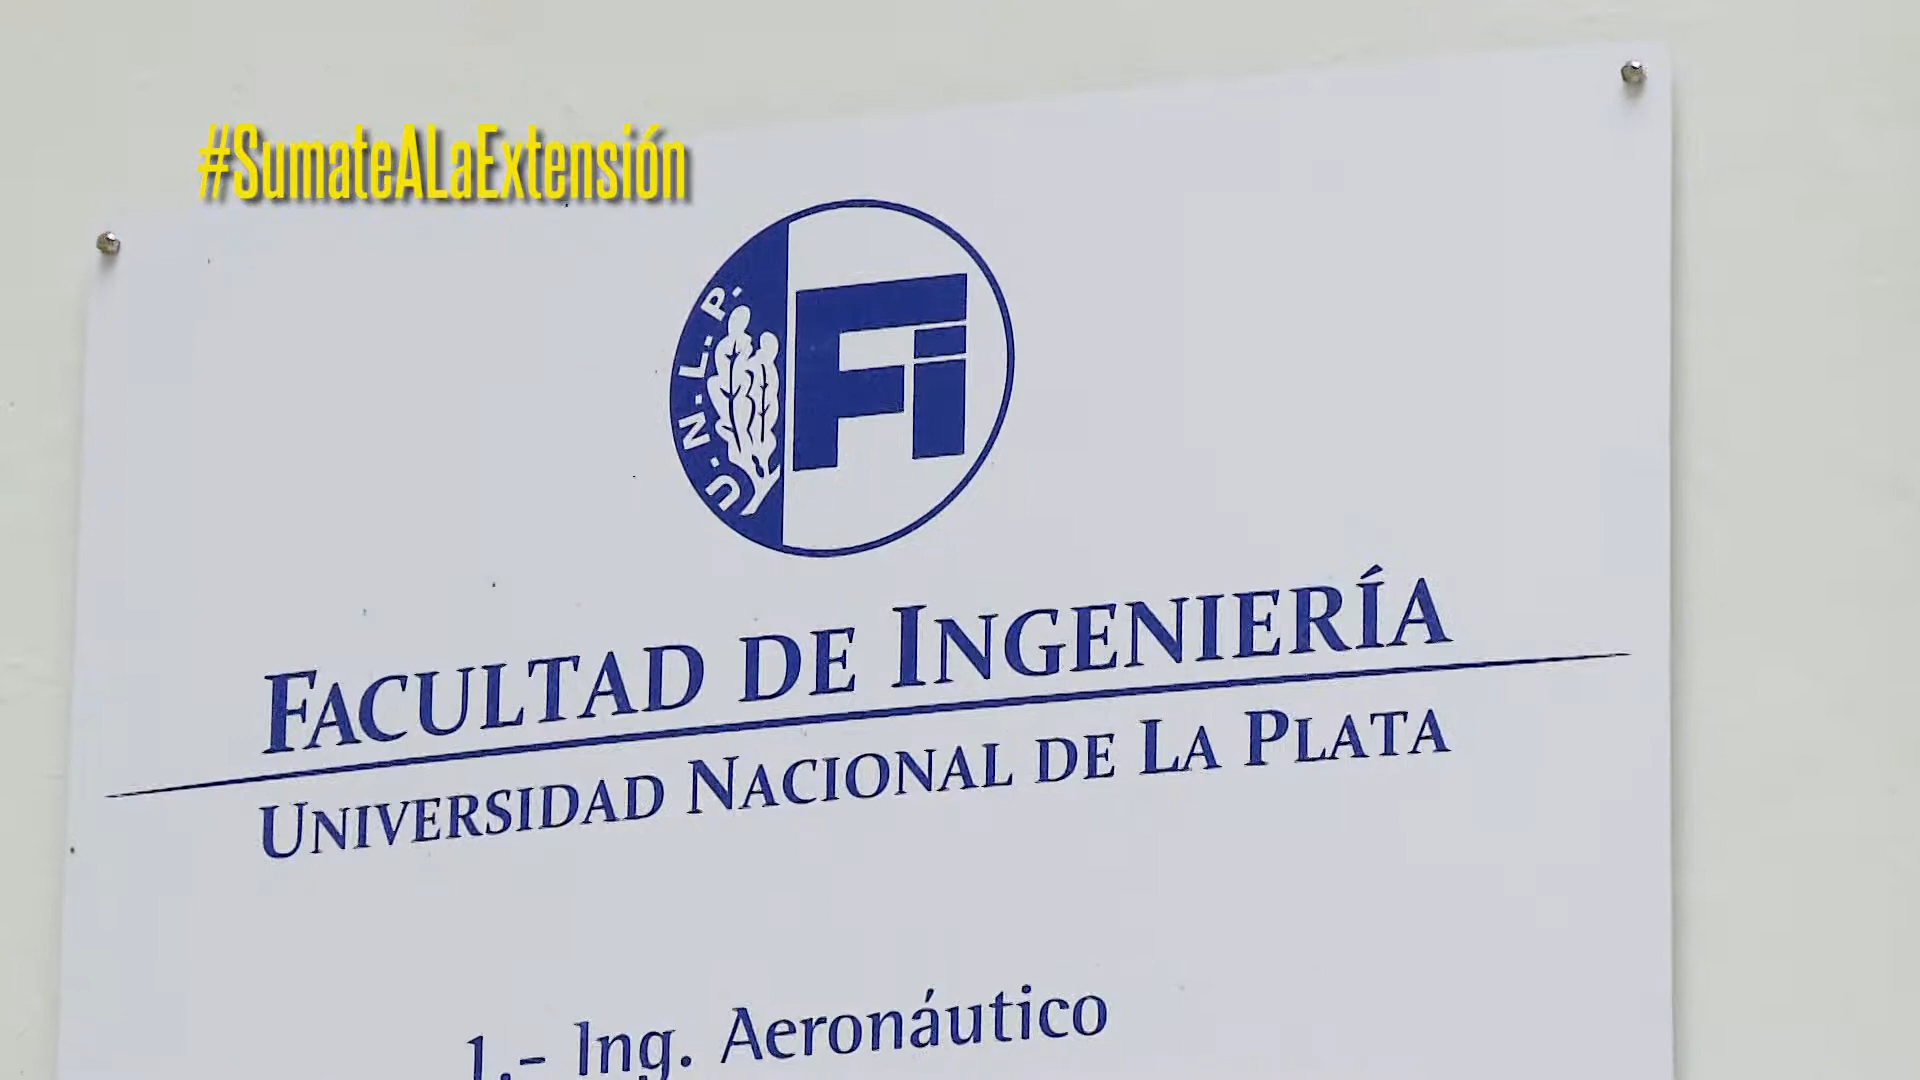 #SumateALaExtensión
U.N.L.P.
Fi
FACULTAD DE INGENIERÍA
UNIVERSIDAD NACIONAL DE LA PLATA
1.- Ing. Aeronáutico